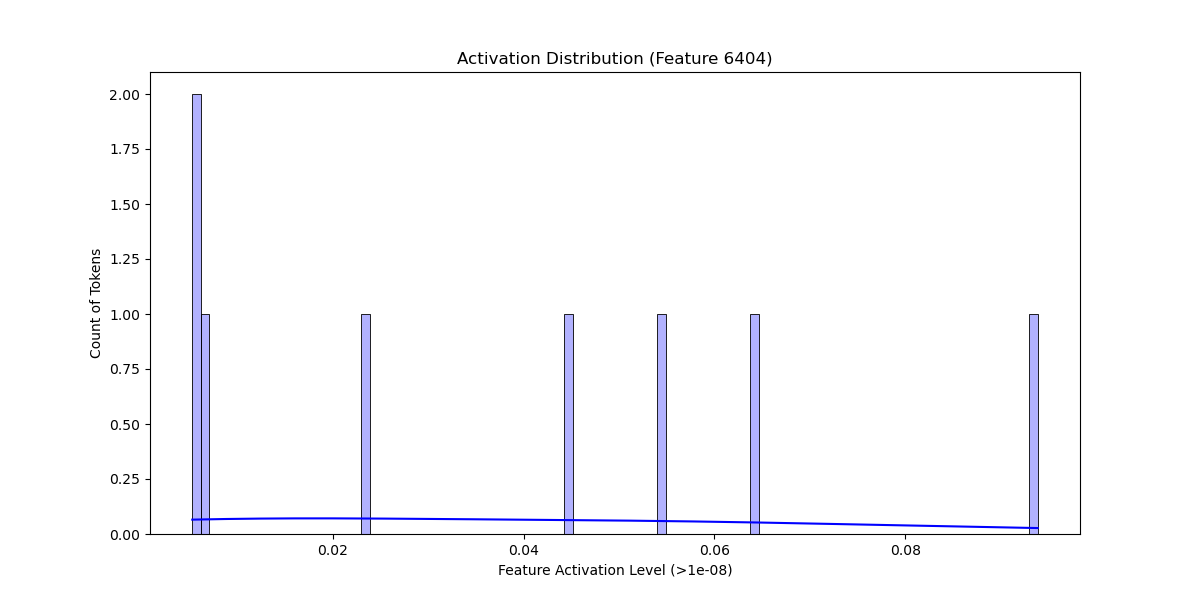 Activation Distribution (Feature 6404)
2.00
1.75
1.50
1.25
1.00
0.75
0.50
0.25
0.00
Count of Tokens
0.02 0.04 0.06 0.08
Feature Activation Level (>1e-08)